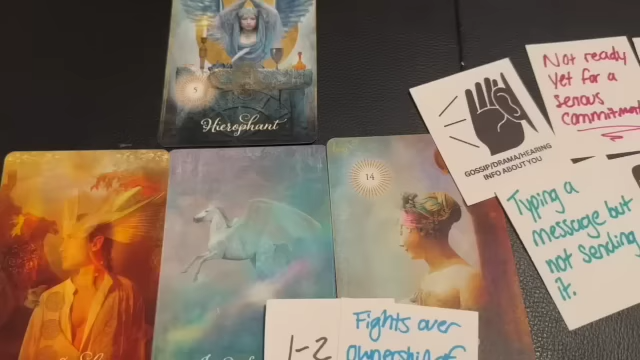 5
Hierophant
GOSSIP/DRAMA/HEARING
INFO ABOUT YOU
Not ready
yet for a
serious
commitment
14
Typing a
message but
not sending
it.
1-2
Fights over
ownership of